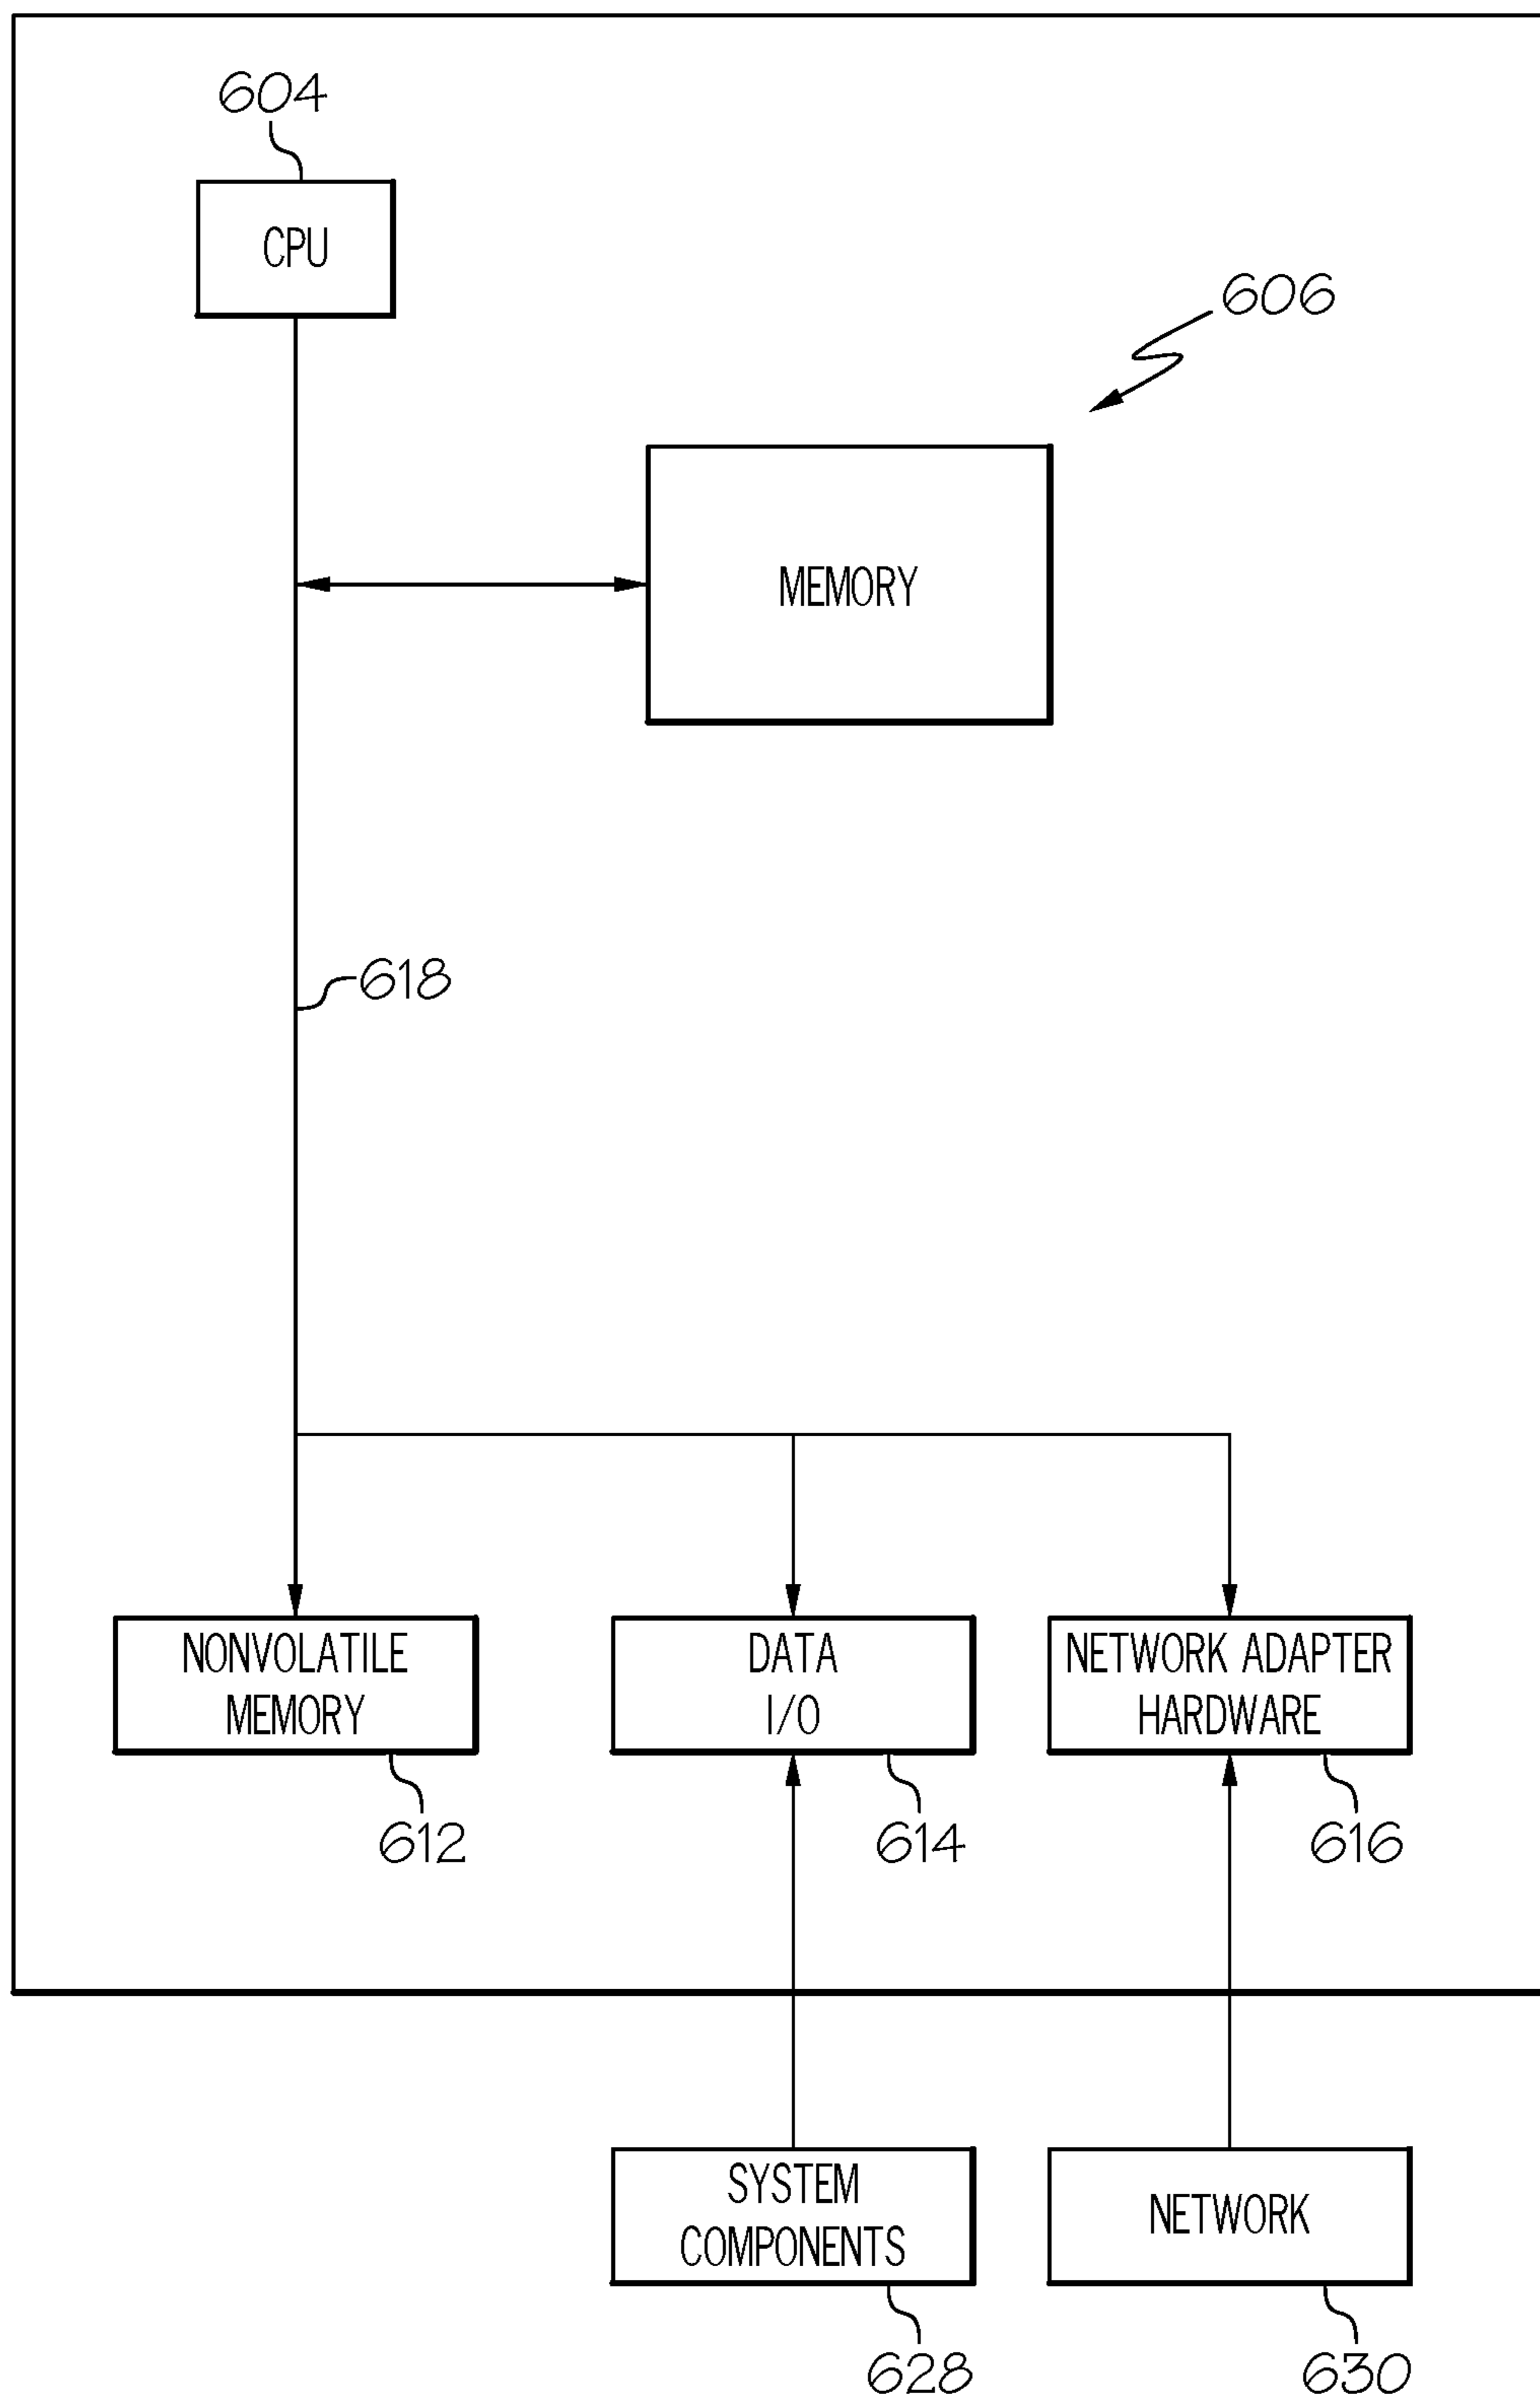 604
CPU
606
MEMORY
618
NONVOLATILE
MEMORY
DATA
I/O
NETWORK ADAPTER
HARDWARE
612
614
616
SYSTEM
COMPONENTS
NETWORK
628
630